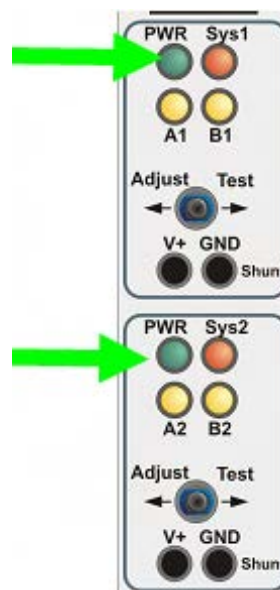 PWR Sys1
A1 B1
Adjust Test
V+ GND
Shun
PWR Sys2
A2 B2
Adjust Test
V+ GND
Shun